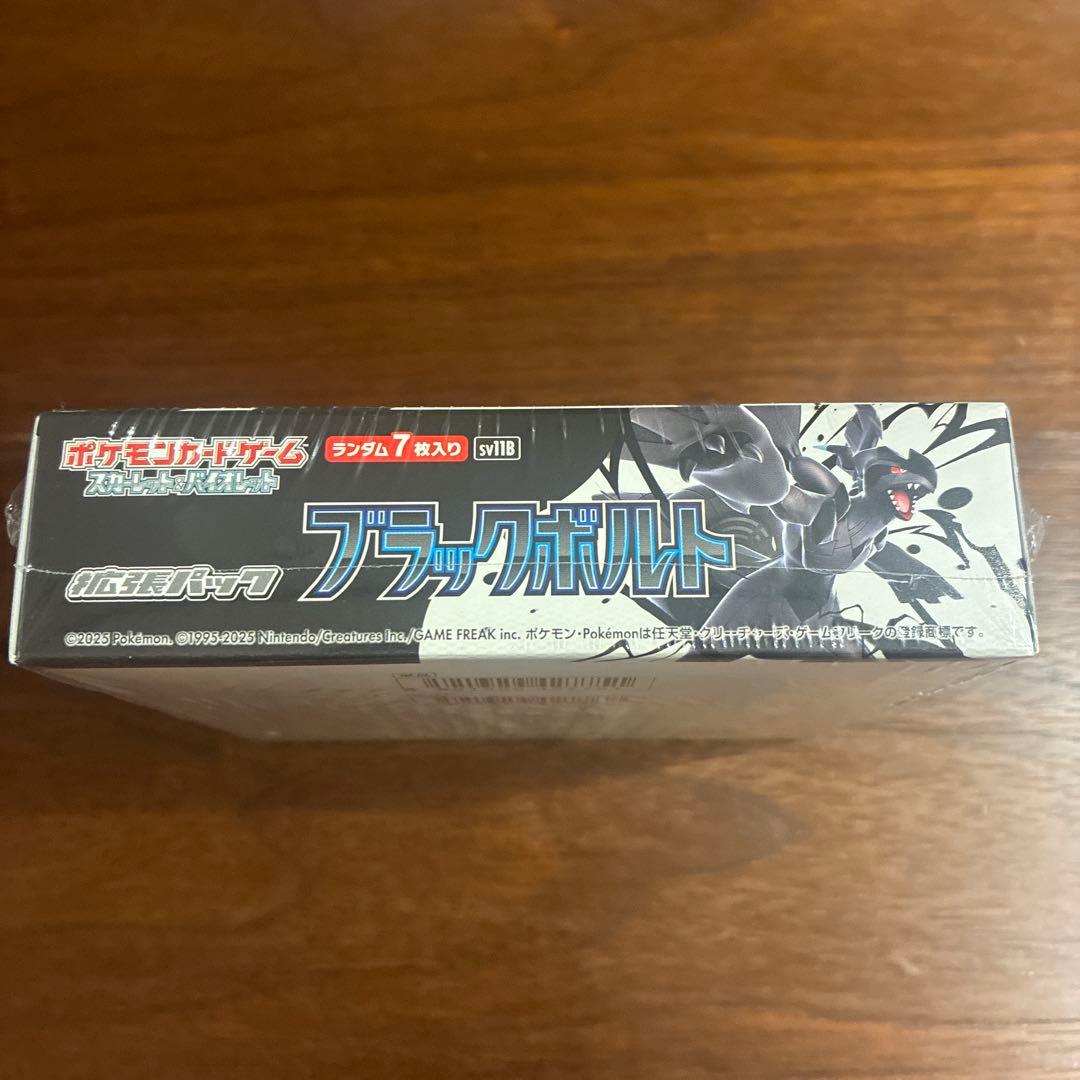 ポケモンカードゲーム™
スカーレット&バイオレット
ランダム7枚入り
sv11B
ブラックボルト
拡張パック
©2025 Pokémon. ©1995-2025 Nintendo/Creatures Inc./GAME FREAK inc. ポケモン・Pokémonは任天堂・クリーチャーズ・ゲームフリークの登録商標です。